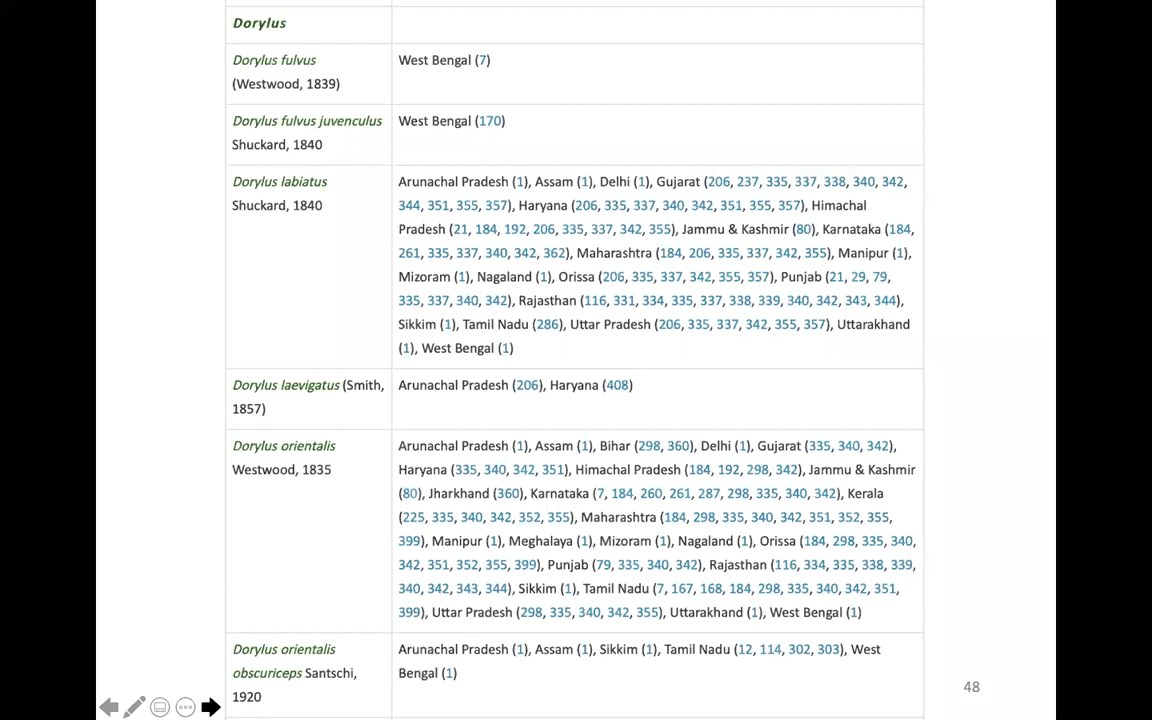 Dorylus
Dorylus fulvus
(Westwood, 1839)
West Bengal (7)
Dorylus fulvus juvenculus
Shuckard, 1840
West Bengal (170)
Dorylus labiatus
Shuckard, 1840
Arunachal Pradesh (1), Assam (1), Delhi (1), Gujarat (206, 237, 335, 337, 338, 340, 342,
344, 351, 355, 357), Haryana (206, 335, 337, 340, 342, 351, 355, 357), Himachal
Pradesh (21, 184, 192, 206, 335, 337, 342, 355), Jammu & Kashmir (80), Karnataka (184,
261, 335, 337, 340, 342, 362), Maharashtra (184, 206, 335, 337, 342, 355), Manipur (1),
Mizoram (1), Nagaland (1), Orissa (206, 335, 337, 342, 355, 357), Punjab (21, 29, 79,
335, 337, 340, 342), Rajasthan (116, 331, 334, 335, 337, 338, 339, 340, 342, 343, 344),
Sikkim (1), Tamil Nadu (286), Uttar Pradesh (206, 335, 337, 342, 355, 357), Uttarakhand
(1), West Bengal (1)
Dorylus laevigatus (Smith,
1857)
Arunachal Pradesh (206), Haryana (408)
Dorylus orientalis
Westwood, 1835
Arunachal Pradesh (1), Assam (1), Bihar (298, 360), Delhi (1), Gujarat (335, 340, 342),
Haryana (335, 340, 342, 351), Himachal Pradesh (184, 192, 298, 342), Jammu & Kashmir
(80), Jharkhand (360), Karnataka (7, 184, 260, 261, 287, 298, 335, 340, 342), Kerala
(225, 335, 340, 342, 352, 355), Maharashtra (184, 298, 335, 340, 342, 351, 352, 355,
399), Manipur (1), Meghalaya (1), Mizoram (1), Nagaland (1), Orissa (184, 298, 335, 340,
342, 351, 352, 355, 399), Punjab (79, 335, 340, 342), Rajasthan (116, 334, 335, 338, 339,
340, 342, 343, 344), Sikkim (1), Tamil Nadu (7, 167, 168, 184, 298, 335, 340, 342, 351,
399), Uttar Pradesh (298, 335, 340, 342, 355), Uttarakhand (1), West Bengal (1)
Dorylus orientalis
obscuriceps Santschi,
1920
Arunachal Pradesh (1), Assam (1), Sikkim (1), Tamil Nadu (12, 114, 302, 303), West
Bengal (1)
48